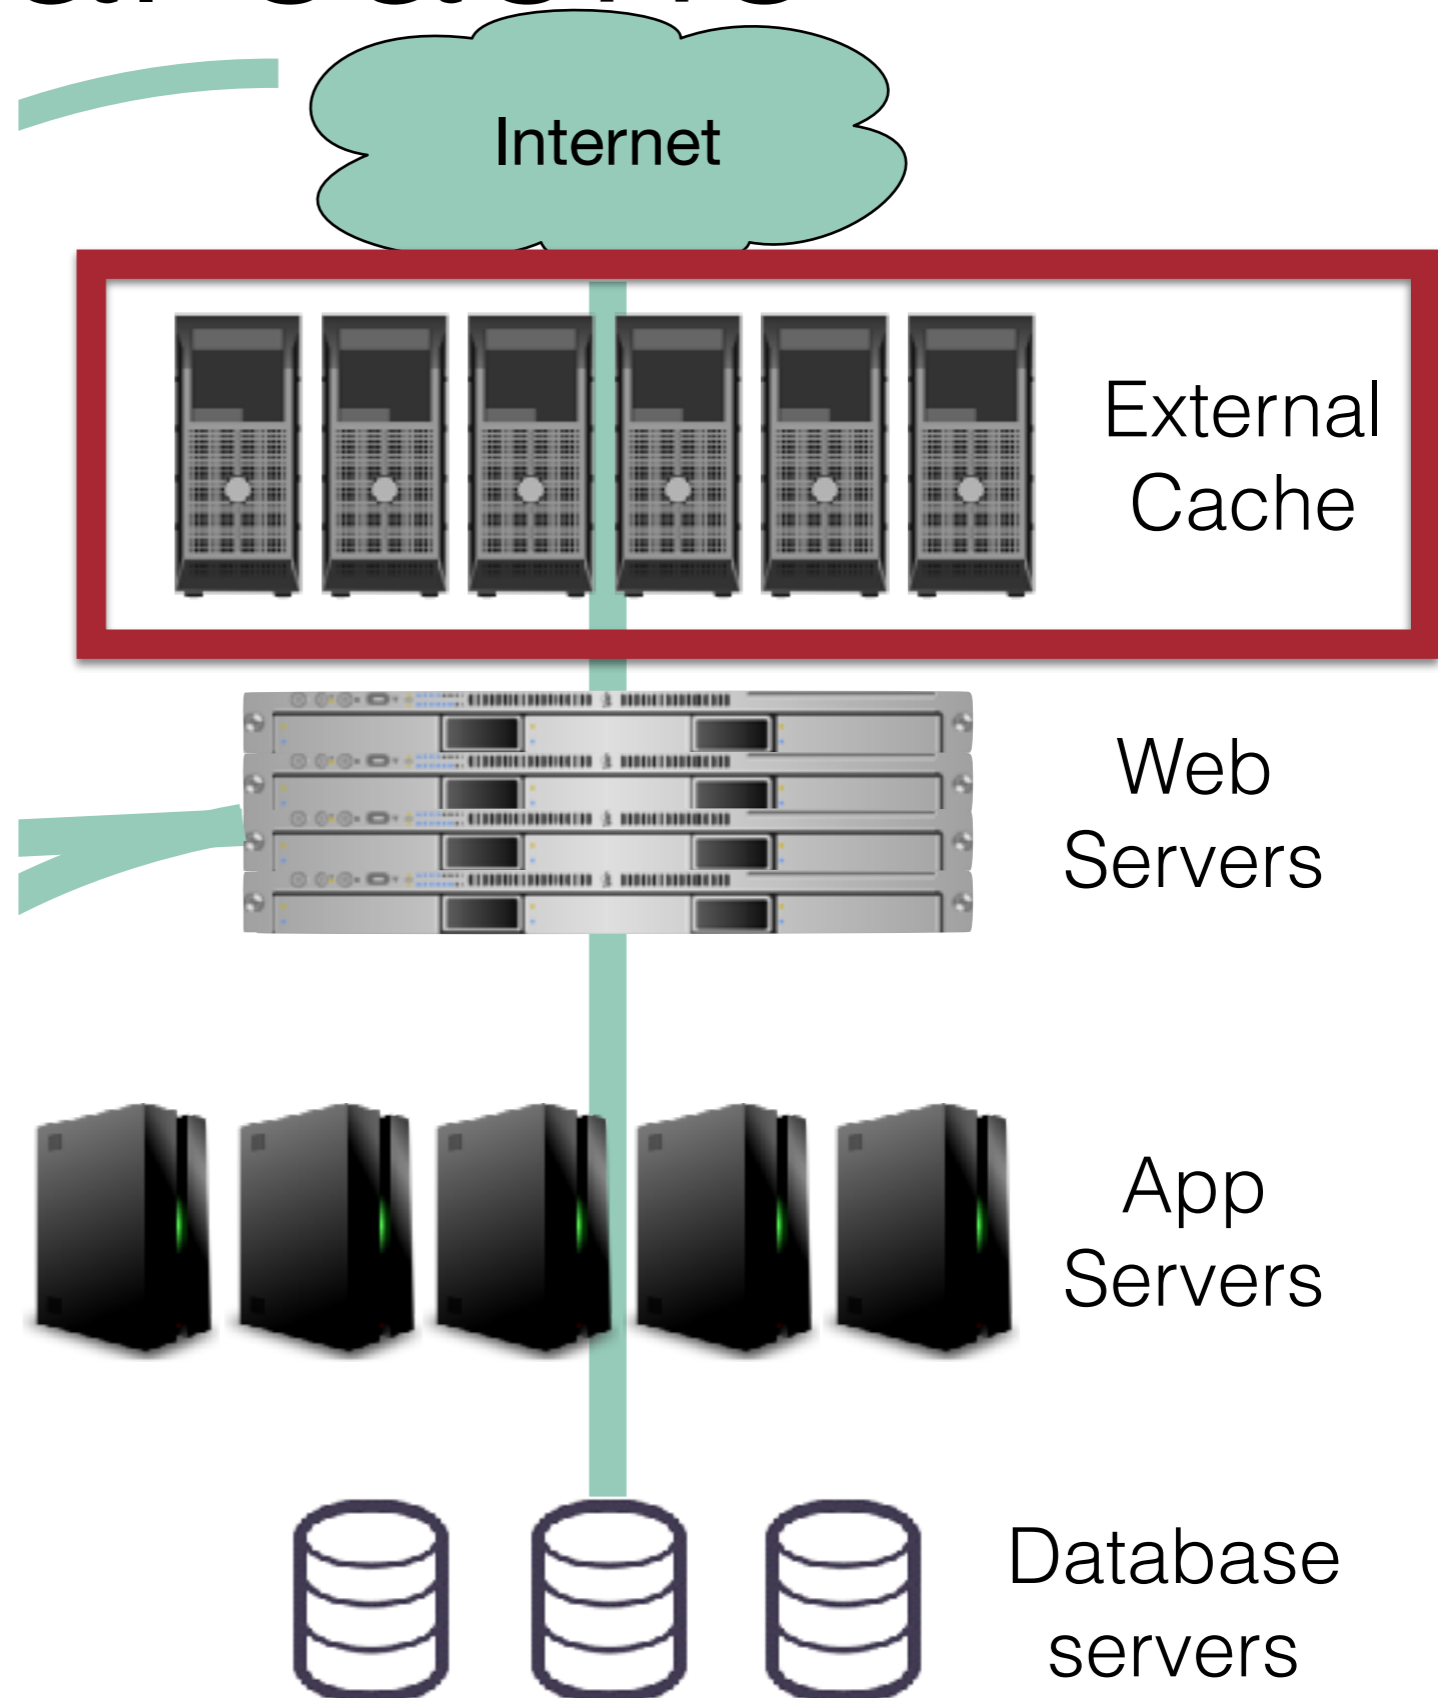 Internet
External
Cache
Web
Servers
App
Servers
Database
servers